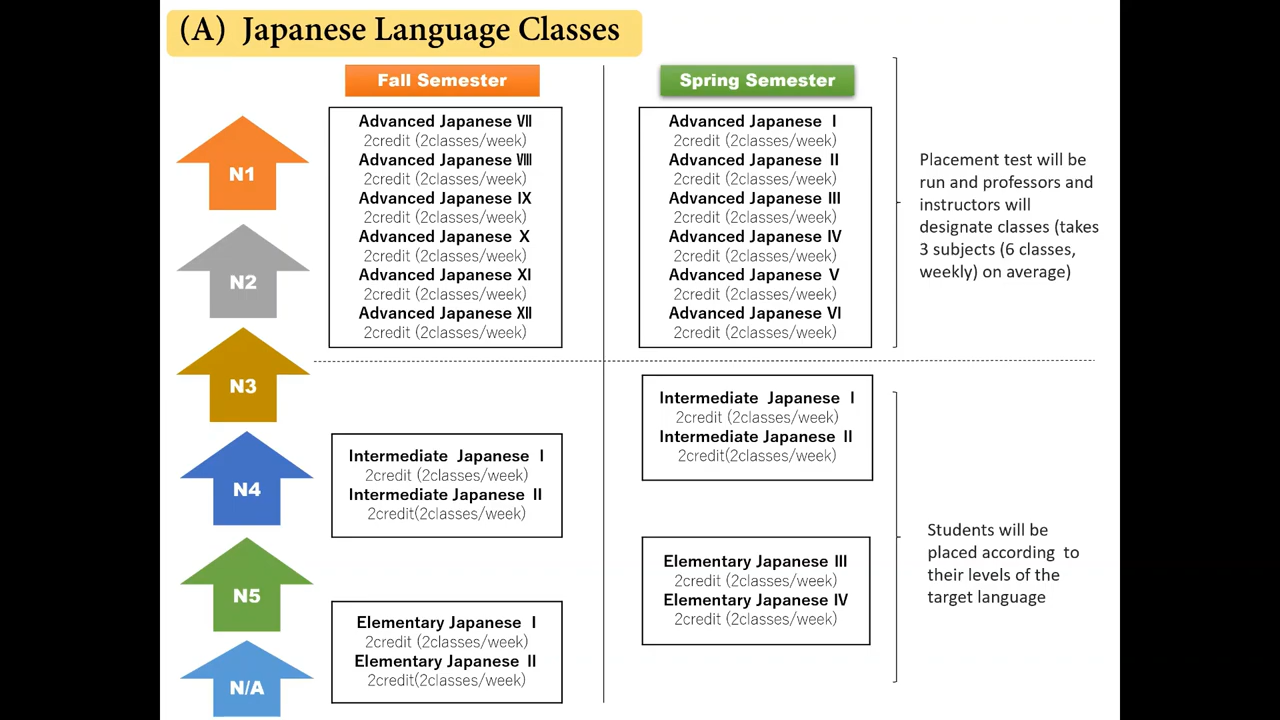 (A) Japanese Language Classes
Fall Semester
Spring Semester
N1
N2
N3
N4
N5
N/A
Advanced Japanese Ⅶ
2credit (2classes/week)
Advanced Japanese Ⅷ
2credit (2classes/week)
Advanced Japanese Ⅸ
2credit (2classes/week)
Advanced Japanese Ⅹ
2credit (2classes/week)
Advanced Japanese Ⅺ
2credit (2classes/week)
Advanced Japanese Ⅻ
2credit (2classes/week)
Intermediate Japanese Ⅰ
2credit (2classes/week)
Intermediate Japanese Ⅱ
2credit(2classes/week)
Elementary Japanese Ⅰ
2credit (2classes/week)
Elementary Japanese Ⅱ
2credit(2classes/week)
Advanced Japanese Ⅰ
2credit (2classes/week)
Advanced Japanese Ⅱ
2credit (2classes/week)
Advanced Japanese Ⅲ
2credit (2classes/week)
Advanced Japanese Ⅳ
2credit (2classes/week)
Advanced Japanese Ⅴ
2credit (2classes/week)
Advanced Japanese Ⅵ
2credit (2classes/week)
Intermediate Japanese Ⅰ
2credit (2classes/week)
Intermediate Japanese Ⅱ
2credit(2classes/week)
Elementary Japanese Ⅲ
2credit (2classes/week)
Elementary Japanese Ⅳ
2credit (2classes/week)
Placement test will be
run and professors and
instructors will
designate classes (takes
3 subjects (6 classes,
weekly) on average)
Students will be
placed according to
their levels of the
target language